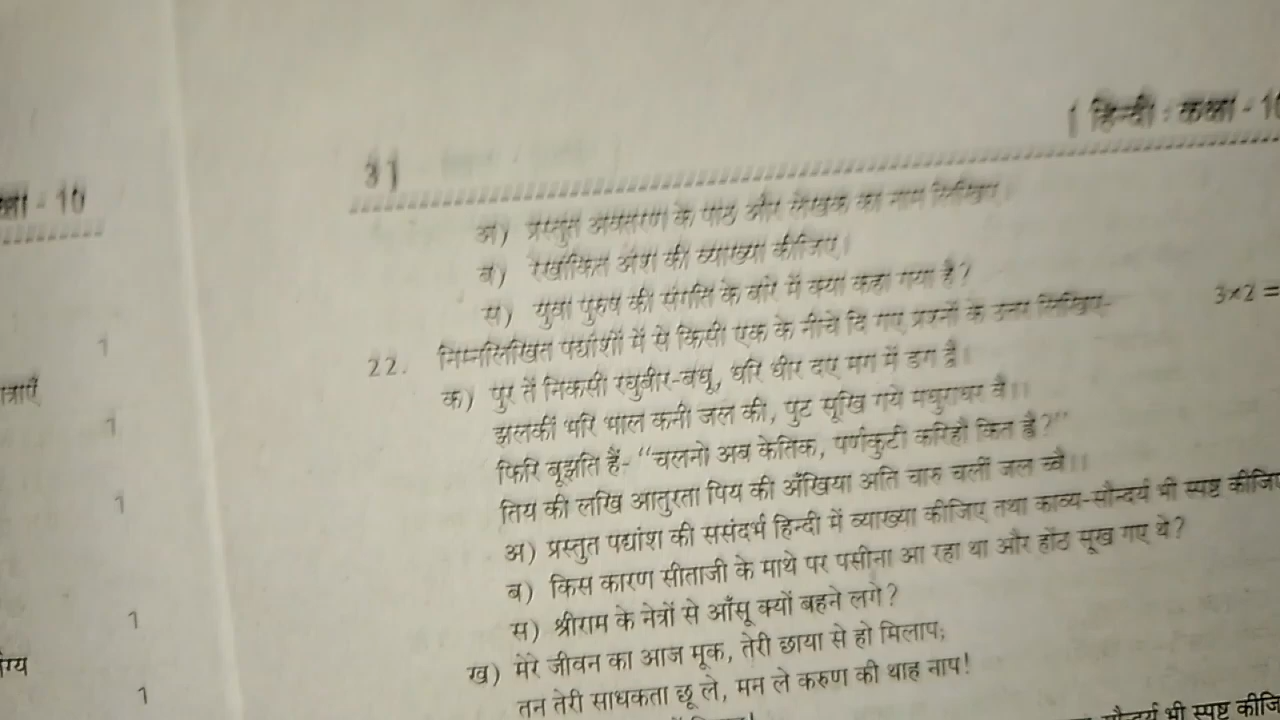 31
हिन्दी : कक्षा - 10
- 10
अ) प्रस्तुत अवतरण के पाठ और लेखक का नाम लिखिए।
ब) रेखांकित अंश की व्याख्या कीजिए।
स) युवा पुरुष की संगति के बारे में क्या कहा गया है?
22. निम्नलिखित पद्यांशों में से किसी एक के नीचे दि गए प्रश्नों के उत्तर लिखिए- 3×2 =
क) पुर तें निकसी रघुबीर-बधू, धरि धीर दए मग में डग द्वै।
झलकीं भरि भाल कनी जल की, पुट सूखि गये मधुराधर वै।।
फिरि बूझति हैं- “चलनो अब केतिक, पर्णकुटी करिहौ कित ह्वै?”
तिय की लखि आतुरता पिय की अँखिया अति चारु चलीं जल च्वै।।
अ) प्रस्तुत पद्यांश की ससंदर्भ हिन्दी में व्याख्या कीजिए तथा काव्य-सौन्दर्य भी स्पष्ट कीजिए
ब) किस कारण सीताजी के माथे पर पसीना आ रहा था और होंठ सूख गए थे?
स) श्रीराम के नेत्रों से आँसू क्यों बहने लगे?
ख) मेरे जीवन का आज मूक, तेरी छाया से हो मिलाप;
तन तेरी साधकता छू ले, मन ले करुण की थाह नाप!
भी स्पष्ट कीजि
1
1
1
1
1